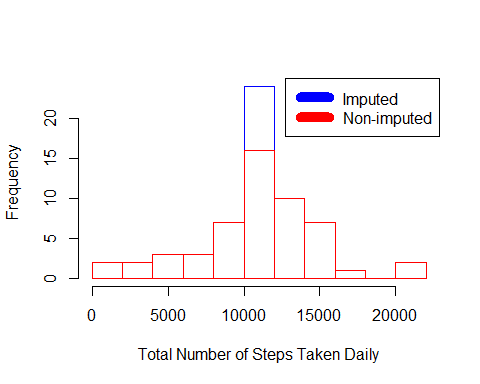 Imputed
Non-imputed
Frequency
20
15
10
5
0
0 5000 10000 15000 20000
Total Number of Steps Taken Daily